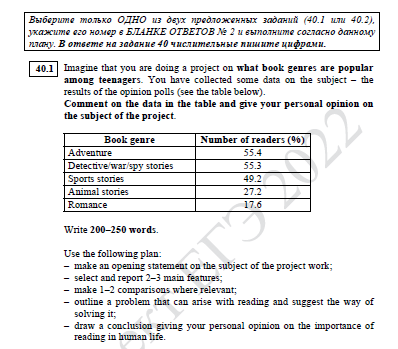 Выберите только ОДНО из двух предложенных заданий (40.1 или 40.2),
укажите его номер в БЛАНКЕ ОТВЕТОВ № 2 и выполните согласно данному
плану. В ответе на задание 40 числительные пишите цифрами.
40.1 Imagine that you are doing a project on what book genres are popular
among teenagers. You have collected some data on the subject – the
results of the opinion polls (see the table below).
Comment on the data in the table and give your personal opinion on
the subject of the project.
Book genre Number of readers (%)
Adventure 55.4
Detective/war/spy stories 55.3
Sports stories 49.2
Animal stories 27.2
Romance 17.6
Write 200–250 words.
Use the following plan:
– make an opening statement on the subject of the project work;
– select and report 2–3 main features;
– make 1–2 comparisons where relevant;
– outline a problem that can arise with reading and suggest the way of
solving it;
– draw a conclusion giving your personal opinion on the importance of
reading in human life.
ЕГЭ 2022